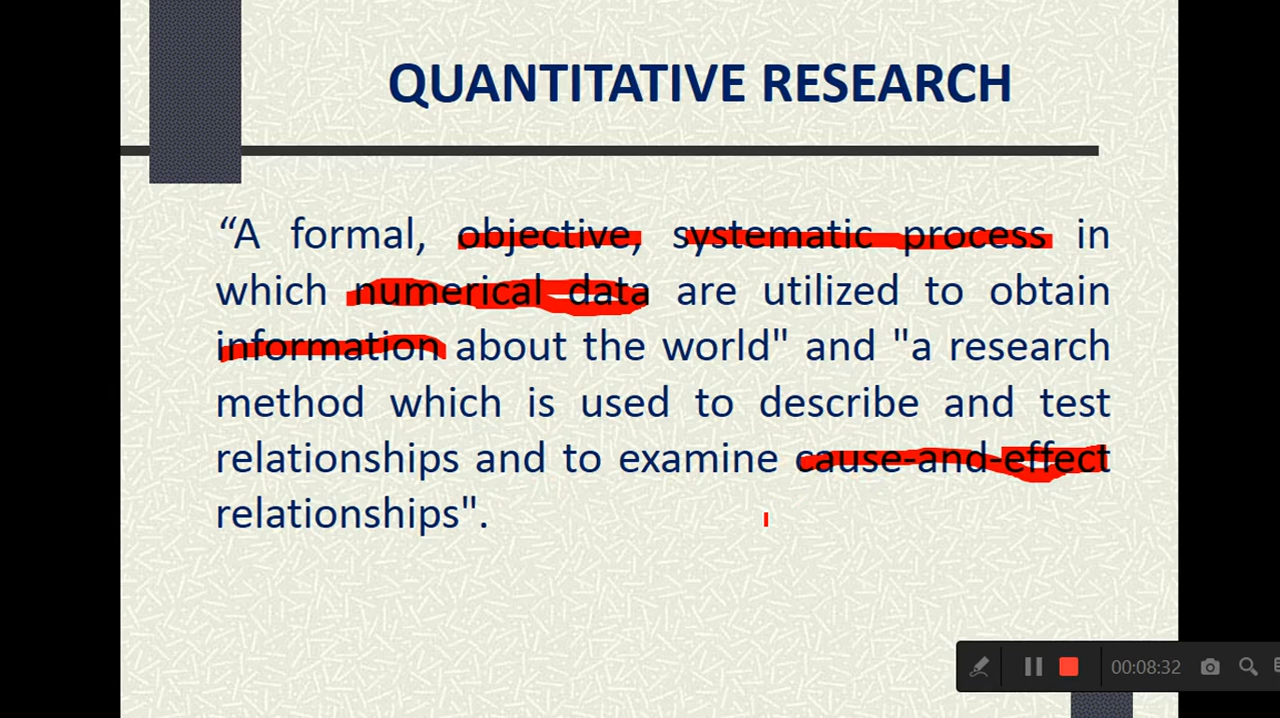 QUANTITATIVE RESEARCH
“A formal, objective, systematic process in
which numerical data are utilized to obtain
information about the world" and "a research
method which is used to describe and test
relationships and to examine cause-and-effect
relationships".
00:08:32